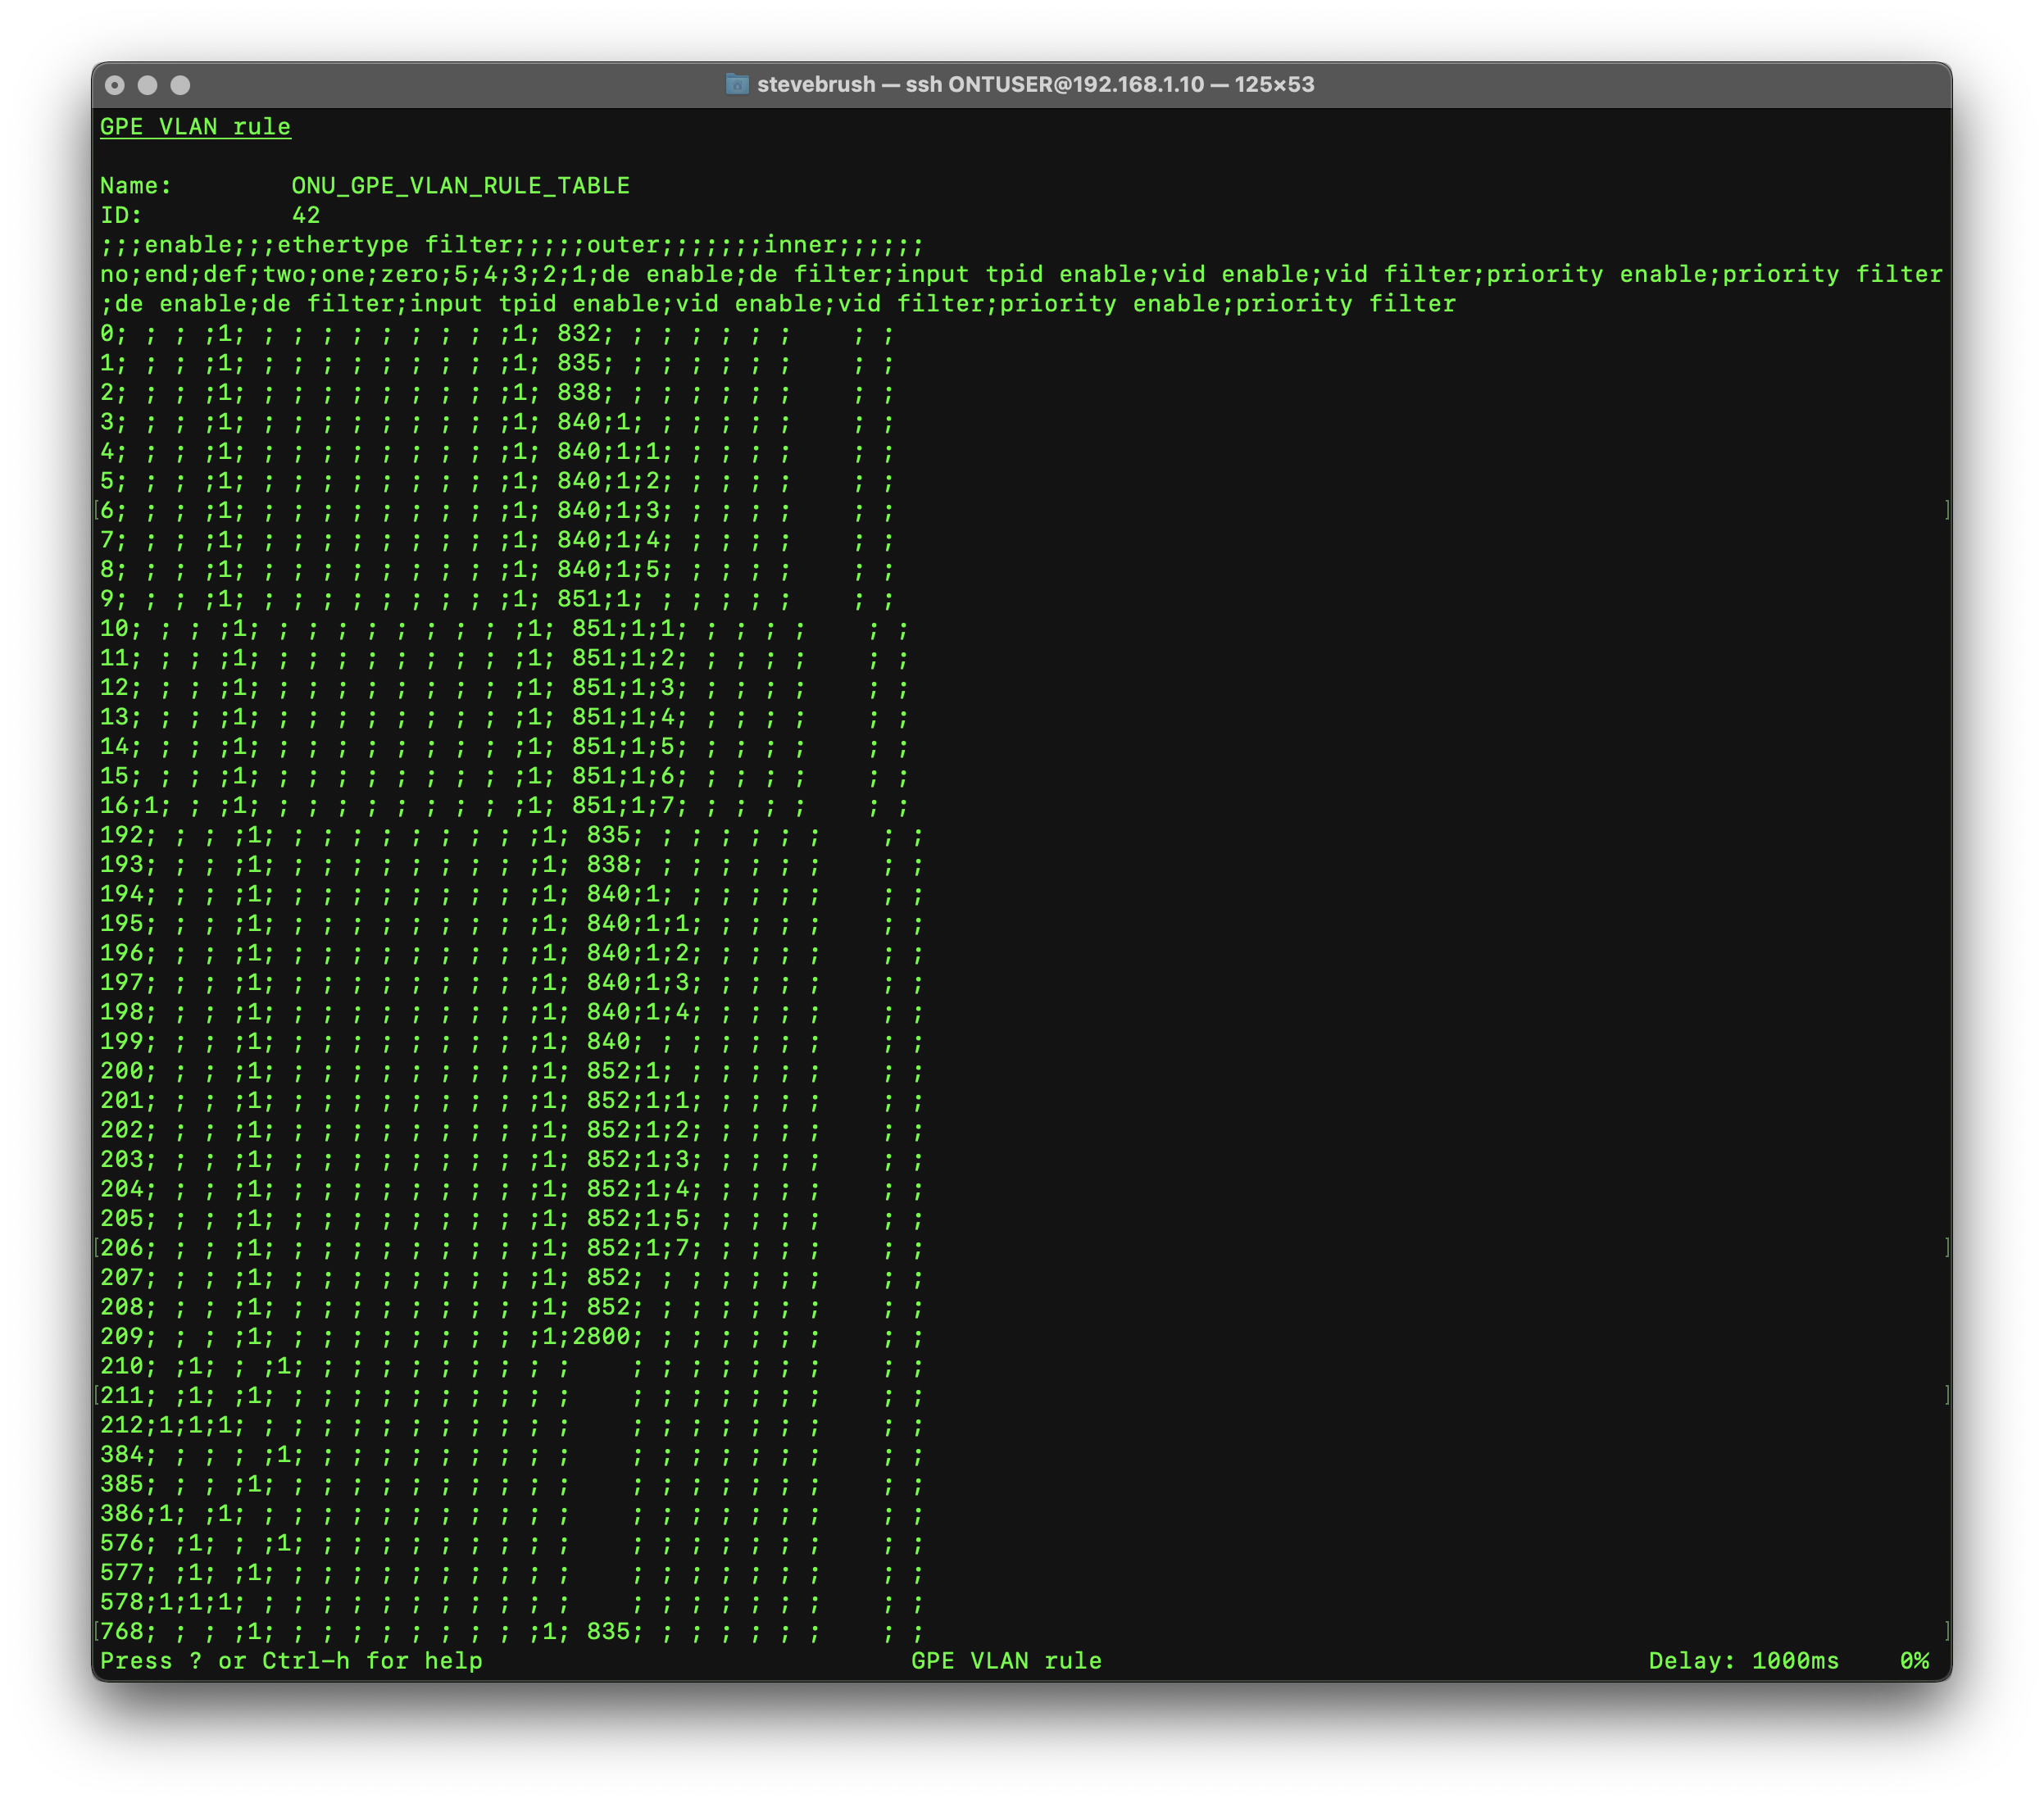 stevebrush — ssh ONTUSER@192.168.1.10 — 125×53
GPE VLAN rule
Name:        ONU_GPE_VLAN_RULE_TABLE
ID:          42
;;;enable;;;ethertype filter;;;;;outer;;;;;;;inner;;;;;;
no;end;def;two;one;zero;5;4;3;2;1;de enable;de filter;input tpid enable;vid enable;vid filter;priority enable;priority filter
;de enable;de filter;input tpid enable;vid enable;vid filter;priority enable;priority filter
0; ; ; ;1; ; ; ; ; ; ; ; ; ;1; 832; ; ; ; ; ; ;    ; ;
1; ; ; ;1; ; ; ; ; ; ; ; ; ;1; 835; ; ; ; ; ; ;    ; ;
2; ; ; ;1; ; ; ; ; ; ; ; ; ;1; 838; ; ; ; ; ; ;    ; ;
3; ; ; ;1; ; ; ; ; ; ; ; ; ;1; 840;1; ; ; ; ; ;    ; ;
4; ; ; ;1; ; ; ; ; ; ; ; ; ;1; 840;1;1; ; ; ; ;    ; ;
5; ; ; ;1; ; ; ; ; ; ; ; ; ;1; 840;1;2; ; ; ; ;    ; ;
[6; ; ; ;1; ; ; ; ; ; ; ; ; ;1; 840;1;3; ; ; ; ;    ; ; ]
7; ; ; ;1; ; ; ; ; ; ; ; ; ;1; 840;1;4; ; ; ; ;    ; ;
8; ; ; ;1; ; ; ; ; ; ; ; ; ;1; 840;1;5; ; ; ; ;    ; ;
9; ; ; ;1; ; ; ; ; ; ; ; ; ;1; 851;1; ; ; ; ; ;    ; ;
10; ; ; ;1; ; ; ; ; ; ; ; ; ;1; 851;1;1; ; ; ; ;    ; ;
11; ; ; ;1; ; ; ; ; ; ; ; ; ;1; 851;1;2; ; ; ; ;    ; ;
12; ; ; ;1; ; ; ; ; ; ; ; ; ;1; 851;1;3; ; ; ; ;    ; ;
13; ; ; ;1; ; ; ; ; ; ; ; ; ;1; 851;1;4; ; ; ; ;    ; ;
14; ; ; ;1; ; ; ; ; ; ; ; ; ;1; 851;1;5; ; ; ; ;    ; ;
15; ; ; ;1; ; ; ; ; ; ; ; ; ;1; 851;1;6; ; ; ; ;    ; ;
16;1; ; ;1; ; ; ; ; ; ; ; ; ;1; 851;1;7; ; ; ; ;    ; ;
192; ; ; ;1; ; ; ; ; ; ; ; ; ;1; 835; ; ; ; ; ; ;    ; ;
193; ; ; ;1; ; ; ; ; ; ; ; ; ;1; 838; ; ; ; ; ; ;    ; ;
194; ; ; ;1; ; ; ; ; ; ; ; ; ;1; 840;1; ; ; ; ; ;    ; ;
195; ; ; ;1; ; ; ; ; ; ; ; ; ;1; 840;1;1; ; ; ; ;    ; ;
196; ; ; ;1; ; ; ; ; ; ; ; ; ;1; 840;1;2; ; ; ; ;    ; ;
197; ; ; ;1; ; ; ; ; ; ; ; ; ;1; 840;1;3; ; ; ; ;    ; ;
198; ; ; ;1; ; ; ; ; ; ; ; ; ;1; 840;1;4; ; ; ; ;    ; ;
199; ; ; ;1; ; ; ; ; ; ; ; ; ;1; 840; ; ; ; ; ; ;    ; ;
200; ; ; ;1; ; ; ; ; ; ; ; ; ;1; 852;1; ; ; ; ; ;    ; ;
201; ; ; ;1; ; ; ; ; ; ; ; ; ;1; 852;1;1; ; ; ; ;    ; ;
202; ; ; ;1; ; ; ; ; ; ; ; ; ;1; 852;1;2; ; ; ; ;    ; ;
203; ; ; ;1; ; ; ; ; ; ; ; ; ;1; 852;1;3; ; ; ; ;    ; ;
204; ; ; ;1; ; ; ; ; ; ; ; ; ;1; 852;1;4; ; ; ; ;    ; ;
205; ; ; ;1; ; ; ; ; ; ; ; ; ;1; 852;1;5; ; ; ; ;    ; ;
[206; ; ; ;1; ; ; ; ; ; ; ; ; ;1; 852;1;7; ; ; ; ;    ; ; ]
207; ; ; ;1; ; ; ; ; ; ; ; ; ;1; 852; ; ; ; ; ; ;    ; ;
208; ; ; ;1; ; ; ; ; ; ; ; ; ;1; 852; ; ; ; ; ; ;    ; ;
209; ; ; ;1; ; ; ; ; ; ; ; ; ;1;2800; ; ; ; ; ; ;    ; ;
210; ;1; ; ;1; ; ; ; ; ; ; ; ; ;    ; ; ; ; ; ; ;    ; ;
[211; ;1; ;1; ; ; ; ; ; ; ; ; ; ;    ; ; ; ; ; ; ;    ; ; ]
212;1;1;1; ; ; ; ; ; ; ; ; ; ; ;    ; ; ; ; ; ; ;    ; ;
384; ; ; ; ;1; ; ; ; ; ; ; ; ; ;    ; ; ; ; ; ; ;    ; ;
385; ; ; ;1; ; ; ; ; ; ; ; ; ; ;    ; ; ; ; ; ; ;    ; ;
386;1; ;1; ; ; ; ; ; ; ; ; ; ; ;    ; ; ; ; ; ; ;    ; ;
576; ;1; ; ;1; ; ; ; ; ; ; ; ; ;    ; ; ; ; ; ; ;    ; ;
577; ;1; ;1; ; ; ; ; ; ; ; ; ; ;    ; ; ; ; ; ; ;    ; ;
578;1;1;1; ; ; ; ; ; ; ; ; ; ; ;    ; ; ; ; ; ; ;    ; ;
[768; ; ; ;1; ; ; ; ; ; ; ; ; ;1; 835; ; ; ; ; ; ;    ; ; ]
Press ? or Ctrl-h for help    GPE VLAN rule    Delay: 1000ms    0%